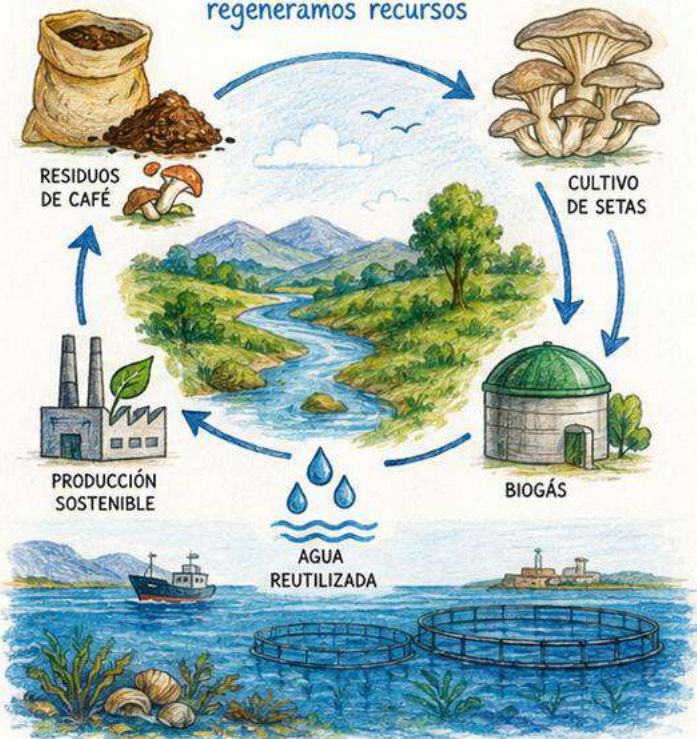 regeneramos recursos
RESIDUOS
DE CAFÉ
CULTIVO
DE SETAS
PRODUCCIÓN
SOSTENIBLE
BIOGÁS
AGUA
REUTILIZADA